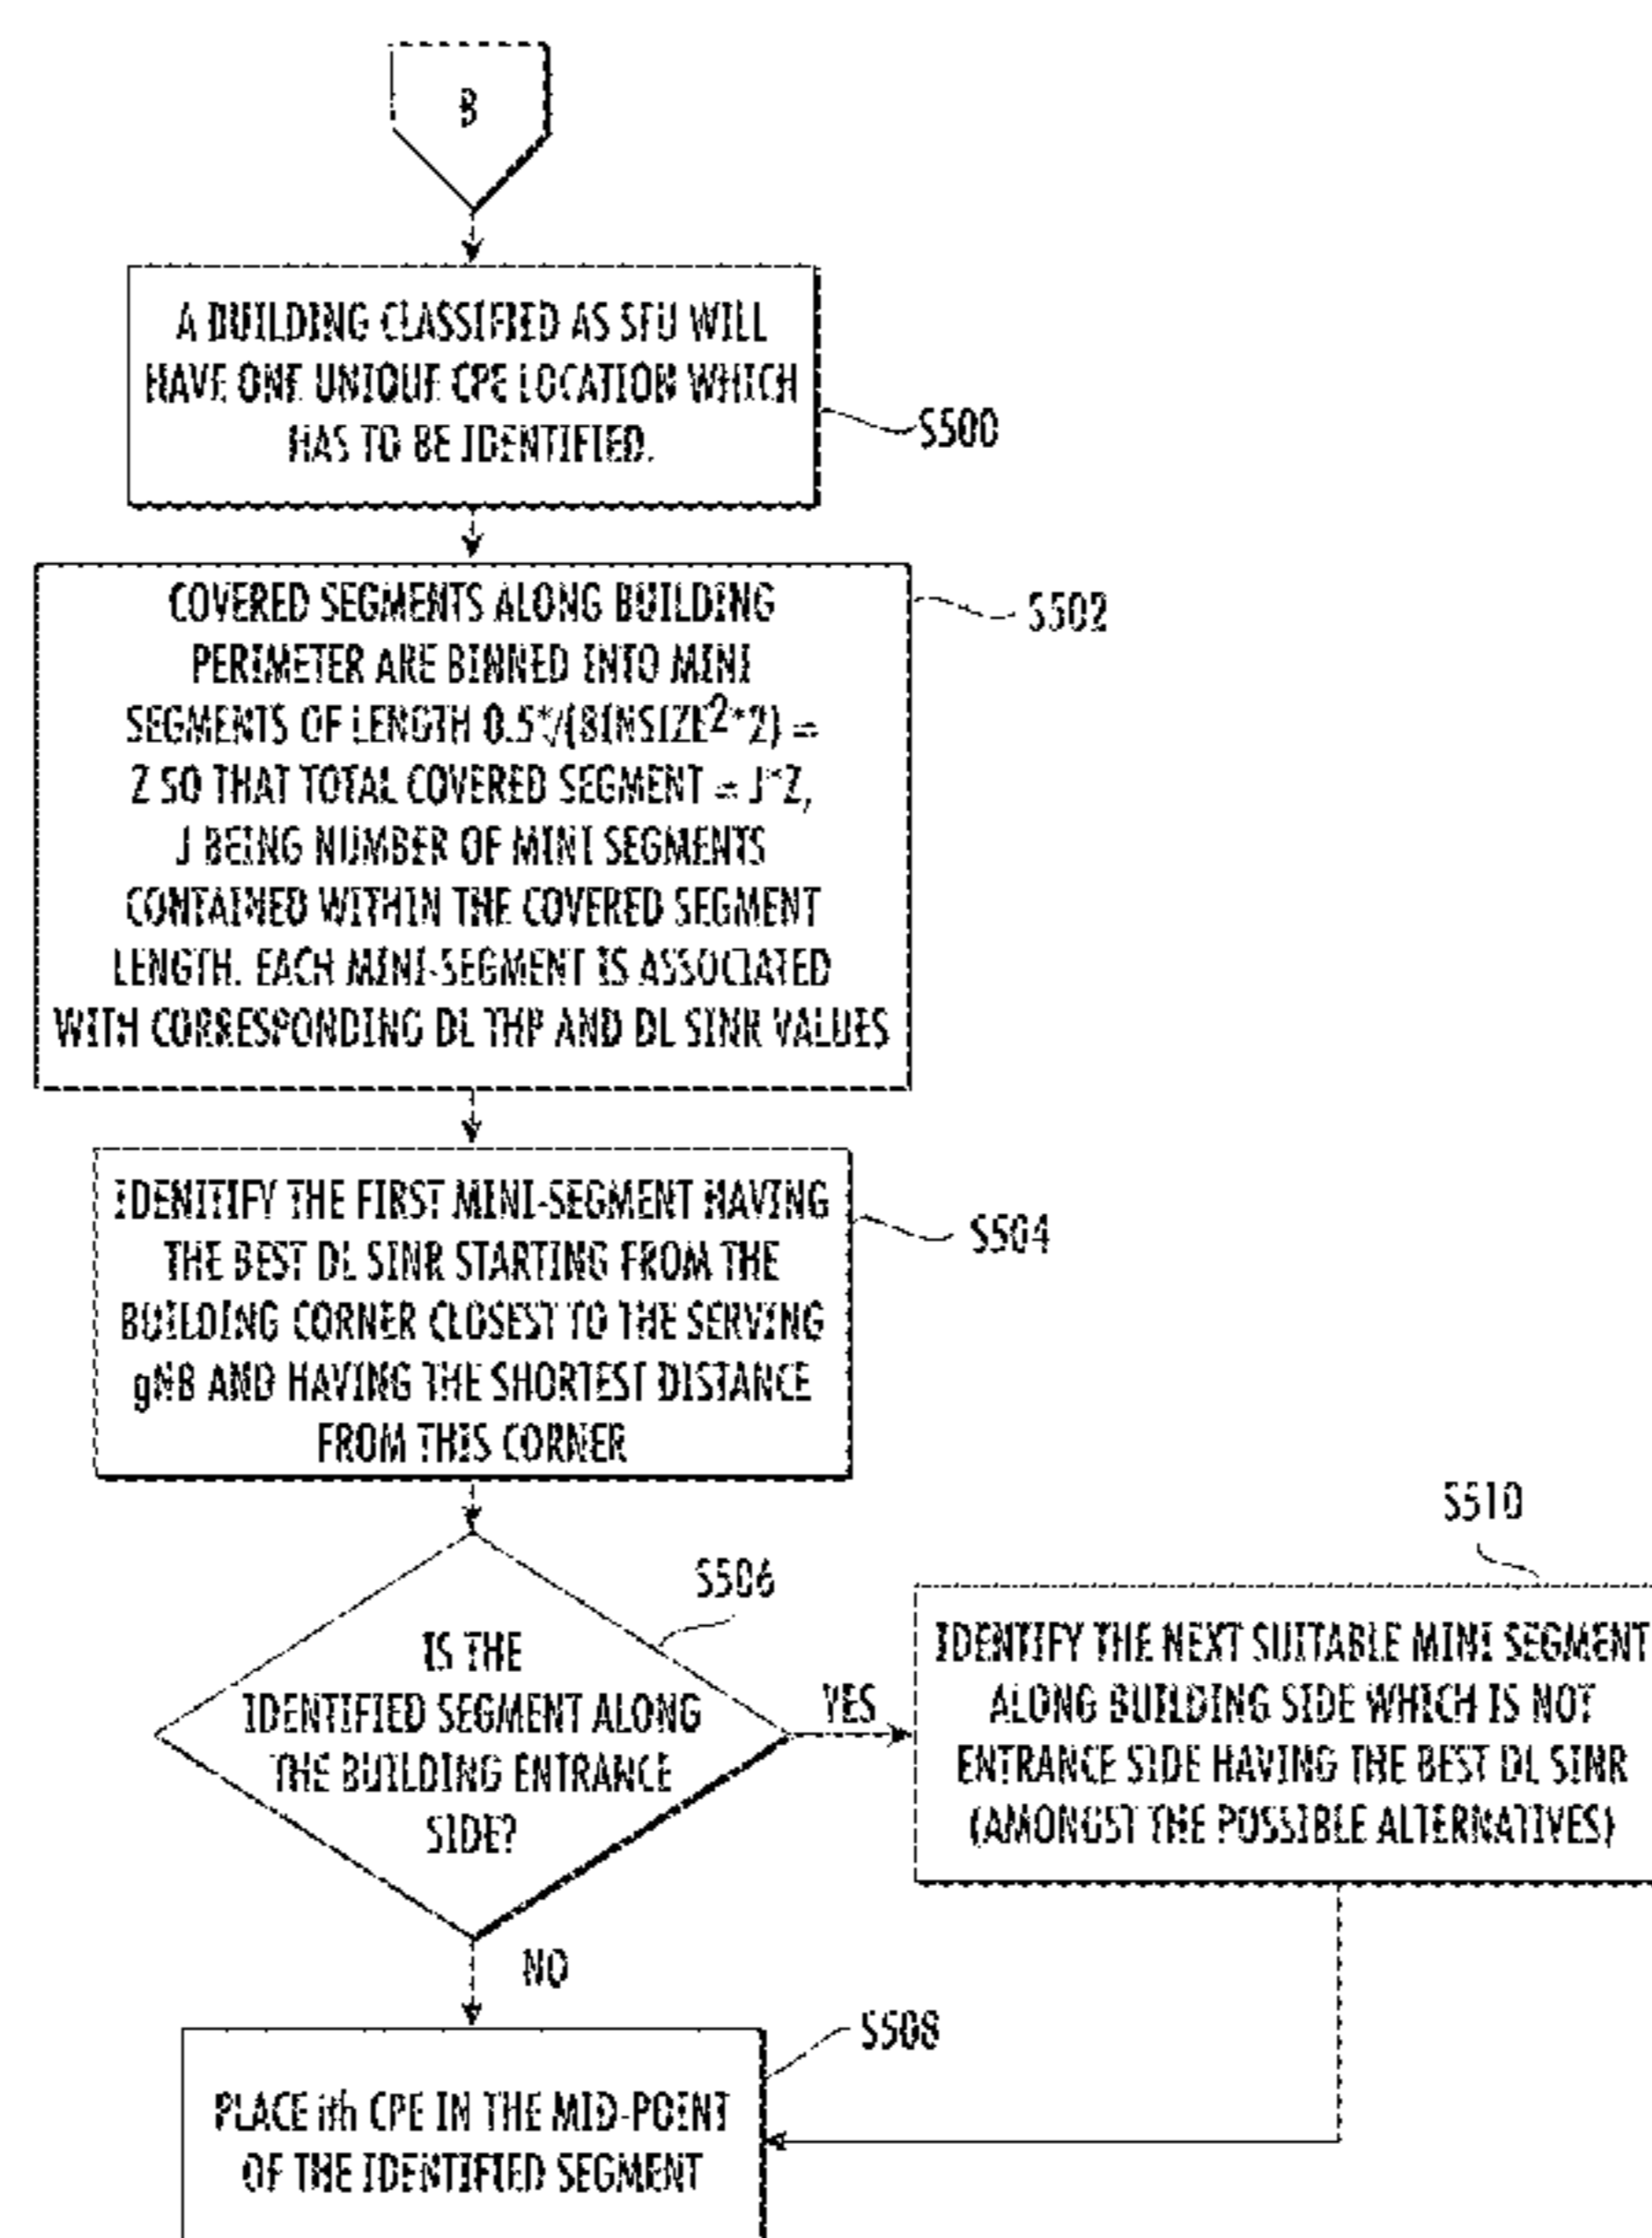 B
A BUILDING CLASSIFIED AS SFU WILL
HAVE ONE UNIQUE CPE LOCATION WHICH
HAS TO BE IDENTIFIED.
S500
COVERED SEGMENTS ALONG BUILDING
PERIMETER ARE BINNED INTO MINI
SEGMENTS OF LENGTH 0.5*√(BINSIZE²*2) =
Z SO THAT TOTAL COVERED SEGMENT = J*Z,
J BEING NUMBER OF MINI SEGMENTS
CONTAINED WITHIN THE COVERED SEGMENT
LENGTH. EACH MINI-SEGMENT IS ASSOCIATED
WITH CORRESPONDING DL THP AND DL SINR VALUES
S502
IDENITIFY THE FIRST MINI-SEGMENT HAVING
THE BEST DL SINR STARTING FROM THE
BUILDING CORNER CLOSEST TO THE SERVING
gNB AND HAVING THE SHORTEST DISTANCE
FROM THIS CORNER
S504
IS THE
IDENTIFIED SEGMENT ALONG
THE BUILDING ENTRANCE
SIDE?
S506
YES
NO
S510
IDENTIFY THE NEXT SUITABLE MINI SEGMENT
ALONG BUILDING SIDE WHICH IS NOT
ENTRANCE SIDE HAVING THE BEST DL SINR
(AMONGST THE POSSIBLE ALTERNATIVES)
S508
PLACE ith CPE IN THE MID-POINT
OF THE IDENTIFIED SEGMENT